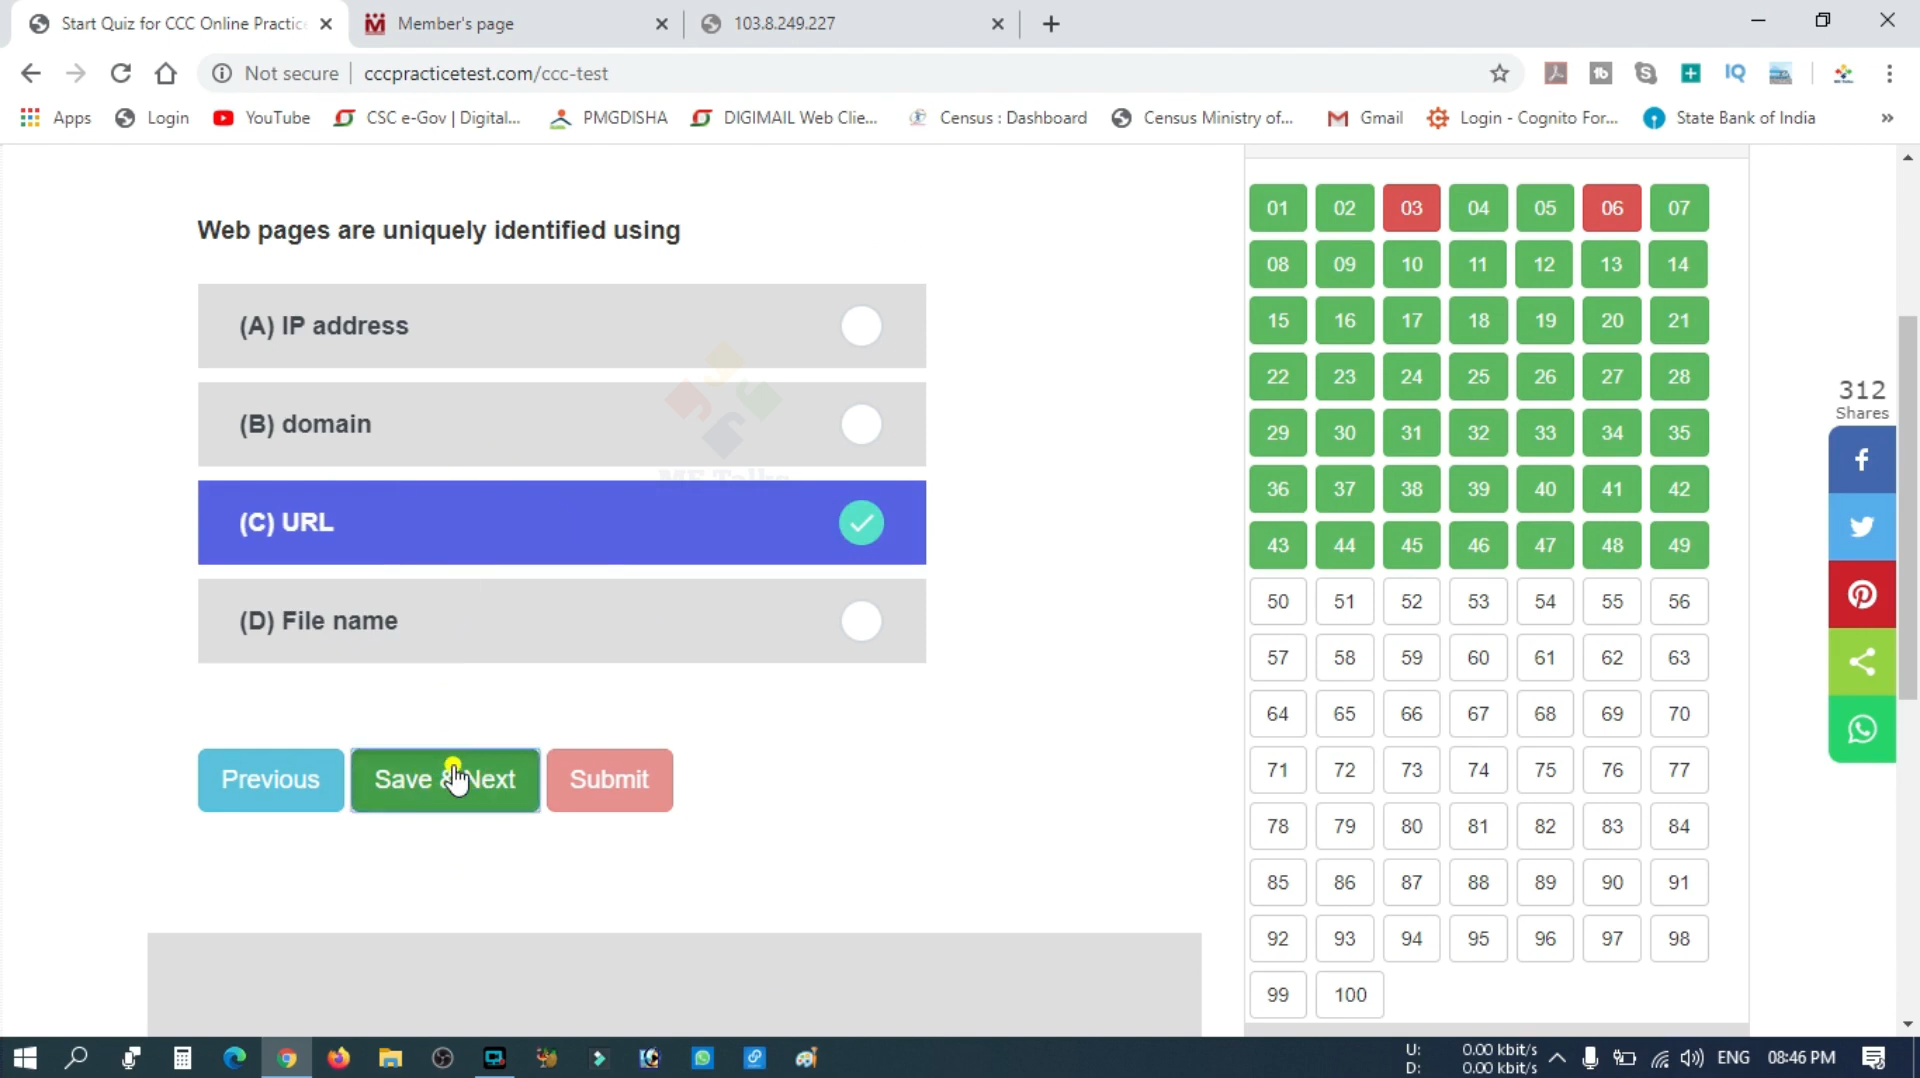 Start Quiz for CCC Online Practice
Member's page
103.8.249.227
Not secure
cccpracticetest.com/ccc-test
Apps
Login
YouTube
CSC e-Gov | Digital...
PMGDISHA
DIGIMAIL Web Clie...
Census : Dashboard
Census Ministry of...
Gmail
Login - Cognito For...
State Bank of India
»
Web pages are uniquely identified using
(A) IP address
(B) domain
(C) URL
(D) File name
ME Talks
Previous
Save & Next
Submit
01 02 03 04 05 06 07
08 09 10 11 12 13 14
15 16 17 18 19 20 21
22 23 24 25 26 27 28
29 30 31 32 33 34 35
36 37 38 39 40 41 42
43 44 45 46 47 48 49
50 51 52 53 54 55 56
57 58 59 60 61 62 63
64 65 66 67 68 69 70
71 72 73 74 75 76 77
78 79 80 81 82 83 84
85 86 87 88 89 90 91
92 93 94 95 96 97 98
99 100
312
Shares
U: 0.00 kbit/s
D: 0.00 kbit/s
ENG
08:46 PM